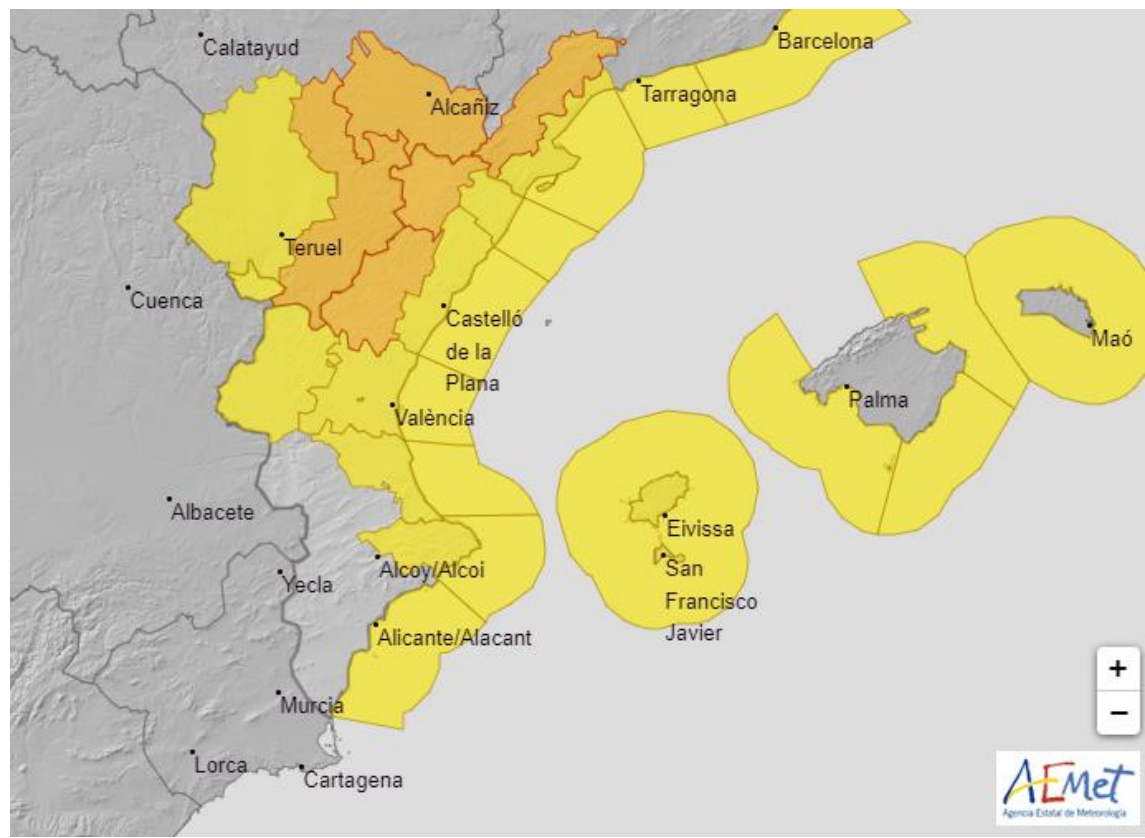 Barcelona
Calatayud
Tarragona
Alcañiz
Teruel
Cuenca
Castelló
de la
Plana
Maó
Palma
València
Albacete
Eivissa
Alcoy/Alcoi
San
Francisco
Javier
Yecla
Alicante/Alacant
+
−
Murcia
Lorca
Cartagena
AEMet
Agencia Estatal de Meteorología